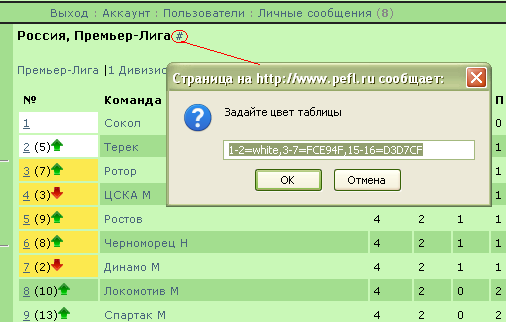 Выход : Аккаунт : Пользователи : Личные сообщения (8)
Россия, Премьер-Лига #
Премьер-Лига |1 Дивизио
Страница на http://www.pefl.ru сообщает:
Задайте цвет таблицы
1-2=white,3-7=FCE94F,15-16=D3D7CF
OK Отмена
№ Команда П
1 Сокол 0
2 (5) Терек 1
3 (7) Ротор 1
4 (3) ЦСКА М 1
5 (9) Ростов 4 2 1 1
6 (8) Черноморец Н 4 2 1 1
7 (2) Динамо М 4 2 1 1
8 (10) Локомотив М 4 2 0 2
9 (13) Спартак М 4 2 0 2